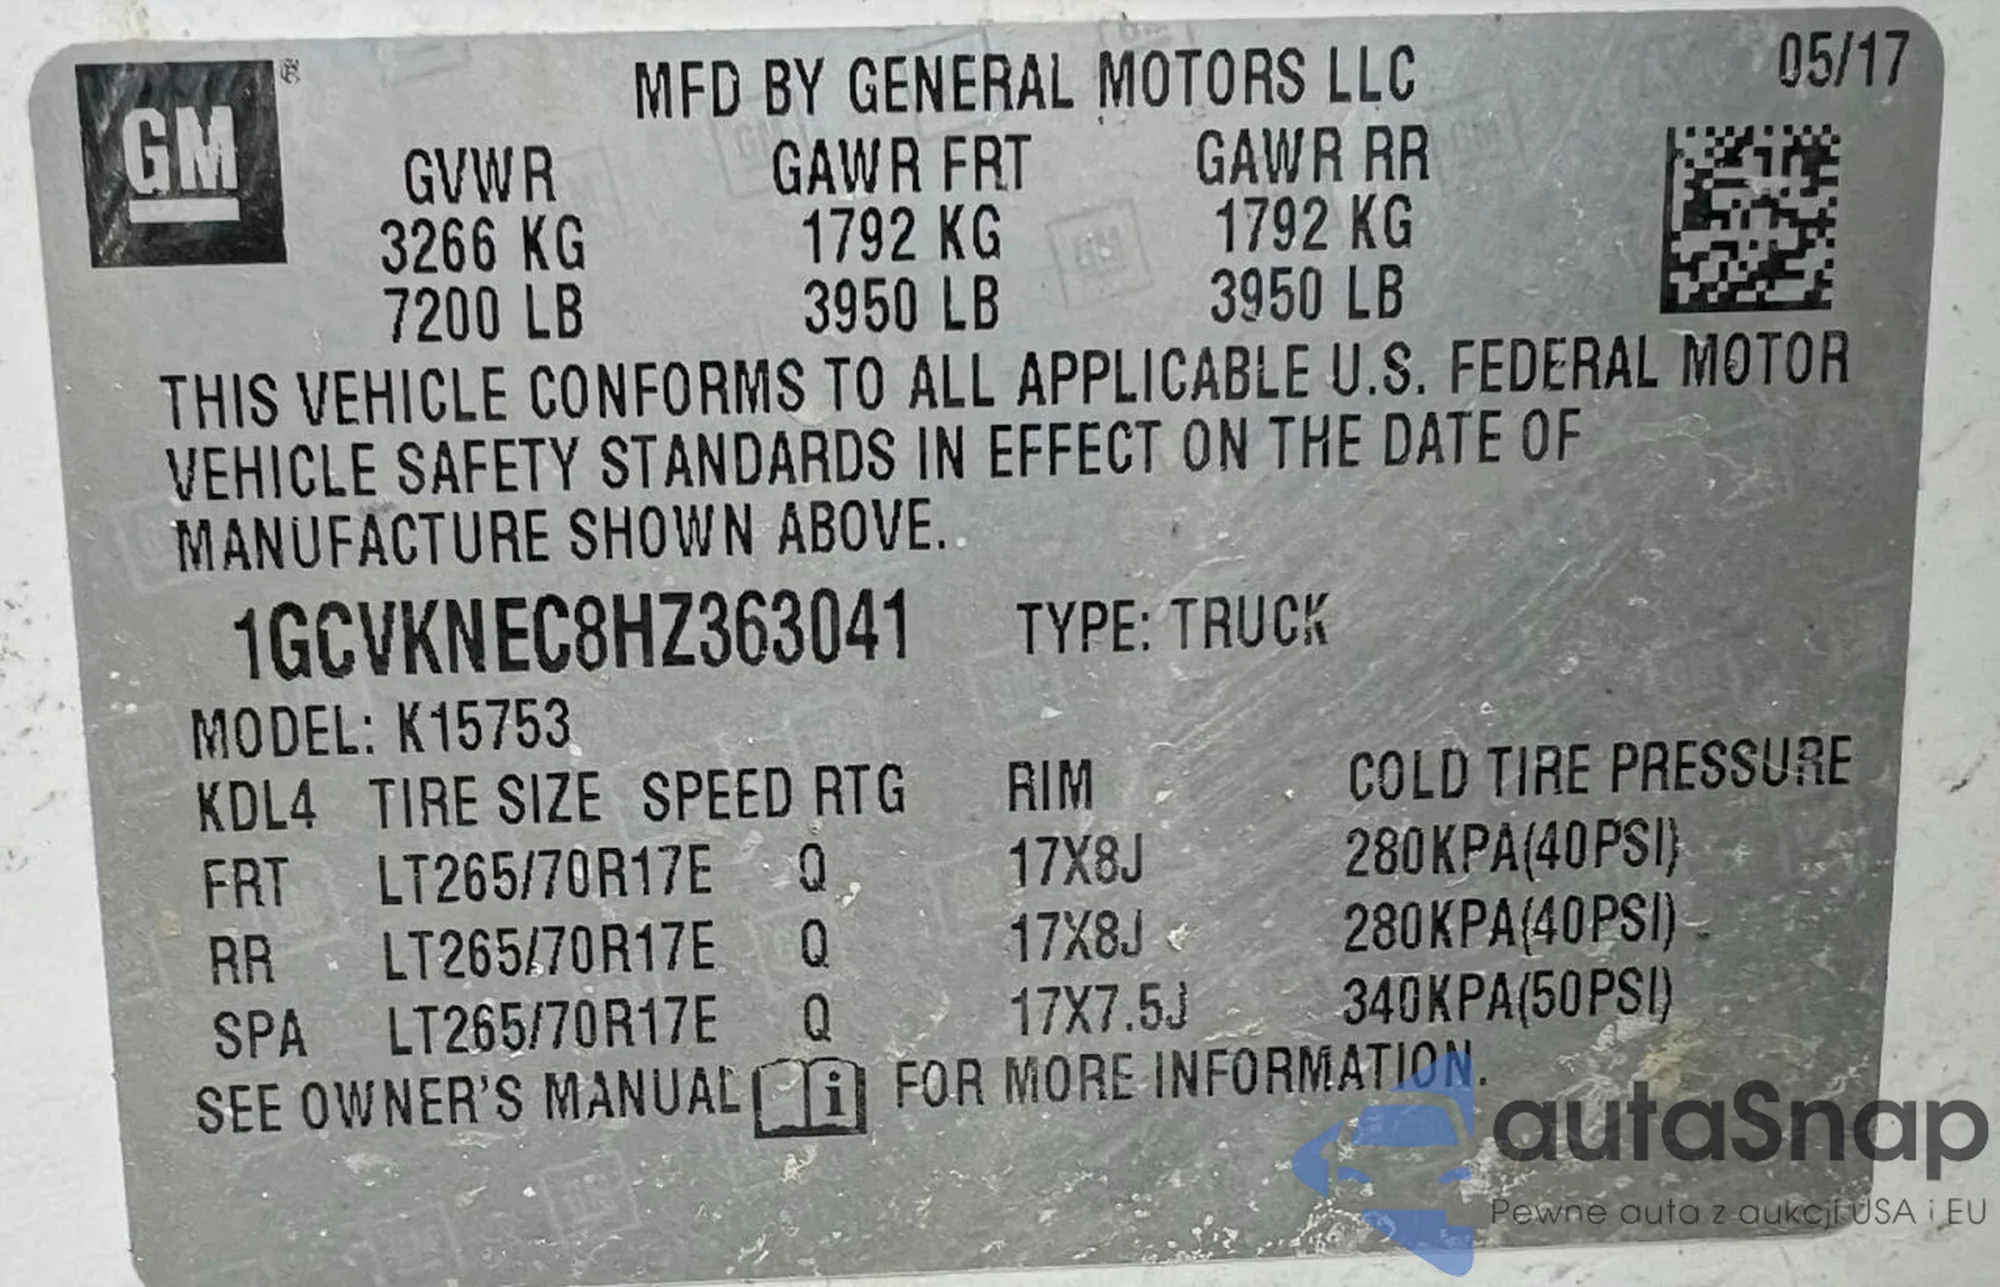 GM
MFD BY GENERAL MOTORS LLC 05/17
GVWR GAWR FRT GAWR RR
3266 KG 1792 KG 1792 KG
7200 LB 3950 LB 3950 LB
THIS VEHICLE CONFORMS TO ALL APPLICABLE U.S. FEDERAL MOTOR
VEHICLE SAFETY STANDARDS IN EFFECT ON THE DATE OF
MANUFACTURE SHOWN ABOVE.
1GCVKNEC8HZ363041 TYPE: TRUCK
MODEL: K15753
KDL4 TIRE SIZE SPEED RTG RIM COLD TIRE PRESSURE
FRT LT265/70R17E Q 17X8J 280KPA(40PSI)
RR LT265/70R17E Q 17X8J 280KPA(40PSI)
SPA LT265/70R17E Q 17X7.5J 340KPA(50PSI)
SEE OWNER'S MANUAL i FOR MORE INFORMATION.
autaSnap
Pewne auta z aukcji USA i EU